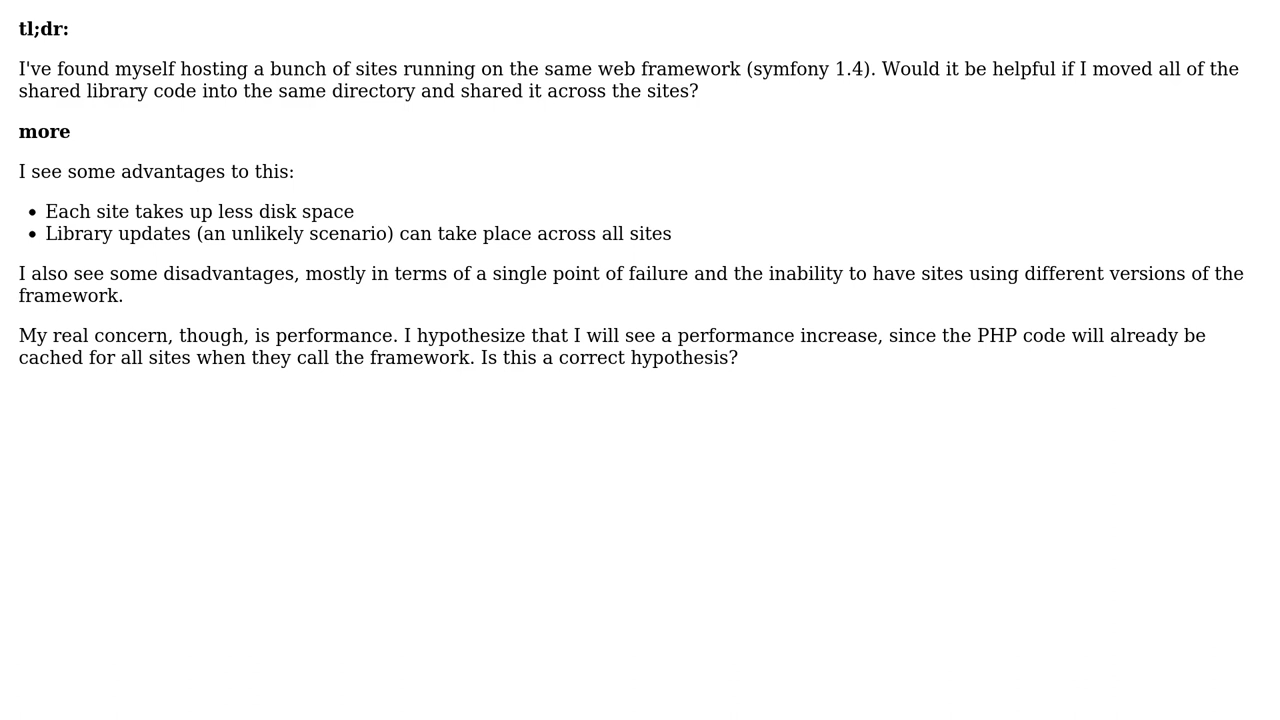 tl;dr:
I've found myself hosting a bunch of sites running on the same web framework (symfony 1.4). Would it be helpful if I moved all of the
shared library code into the same directory and shared it across the sites?
more
I see some advantages to this:
• Each site takes up less disk space
• Library updates (an unlikely scenario) can take place across all sites
I also see some disadvantages, mostly in terms of a single point of failure and the inability to have sites using different versions of the
framework.
My real concern, though, is performance. I hypothesize that I will see a performance increase, since the PHP code will already be
cached for all sites when they call the framework. Is this a correct hypothesis?